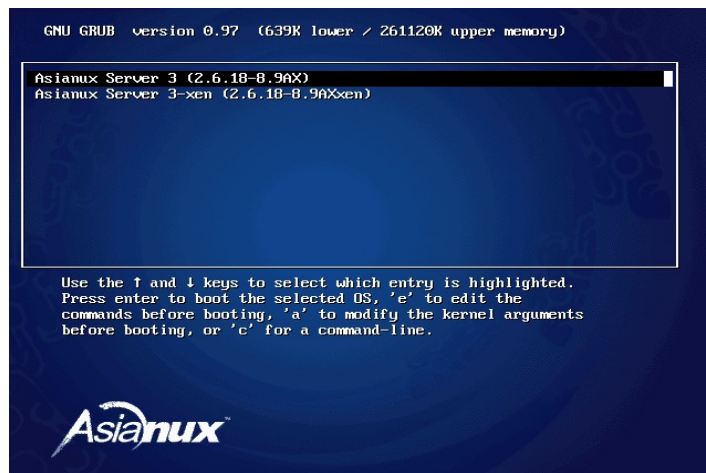 GNU GRUB version 0.97 (639K lower / 261120K upper memory)
Asianux Server 3 (2.6.18-8.9AX)
Asianux Server 3-xen (2.6.18-8.9AXxen)
Use the ↑ and ↓ keys to select which entry is highlighted.
Press enter to boot the selected OS, 'e' to edit the
commands before booting, 'a' to modify the kernel arguments
before booting, or 'c' for a command-line.
Asianux™